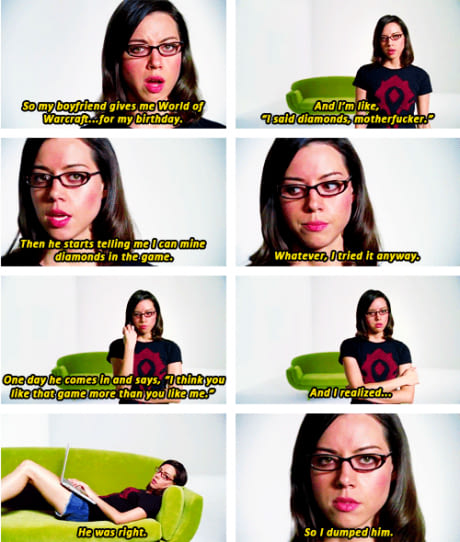 So my boyfriend gives me World of
Warcraft...for my birthday.
And I'm like,
"I said diamonds, motherfucker."
Then he starts telling me I can mine
diamonds in the game.
Whatever, I tried it anyway.
One day he comes in and says, "I think you
like that game more than you like me."
And I realized...
He was right.
So I dumped him.